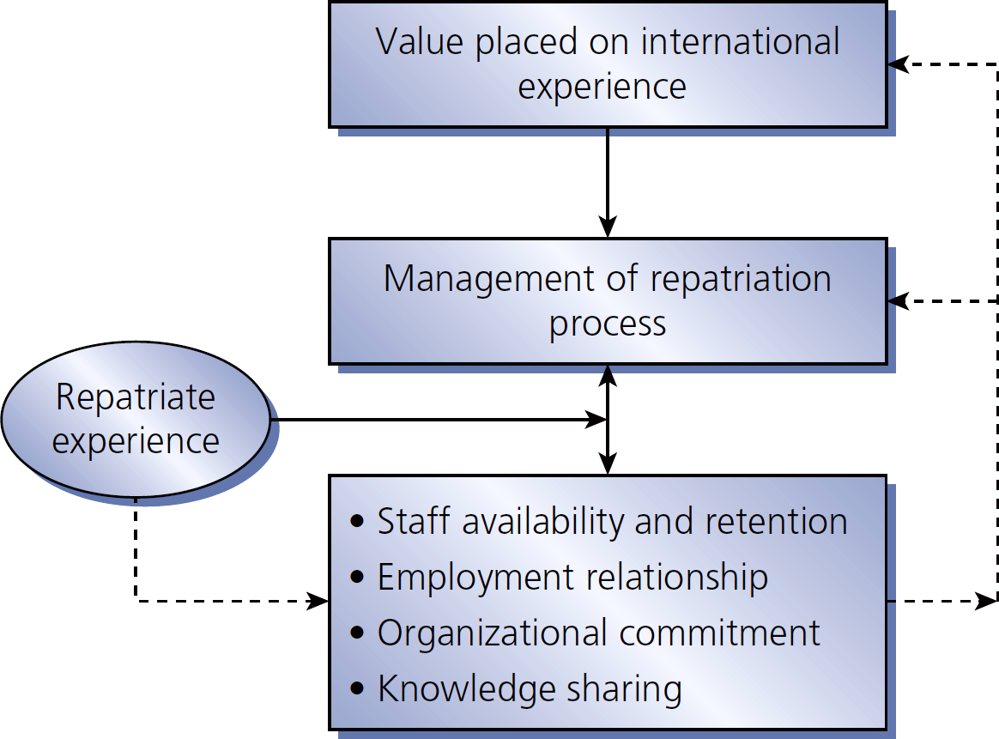 Value placed on international
experience
Management of repatriation
process
Repatriate
experience
• Staff availability and retention
• Employment relationship
• Organizational commitment
• Knowledge sharing